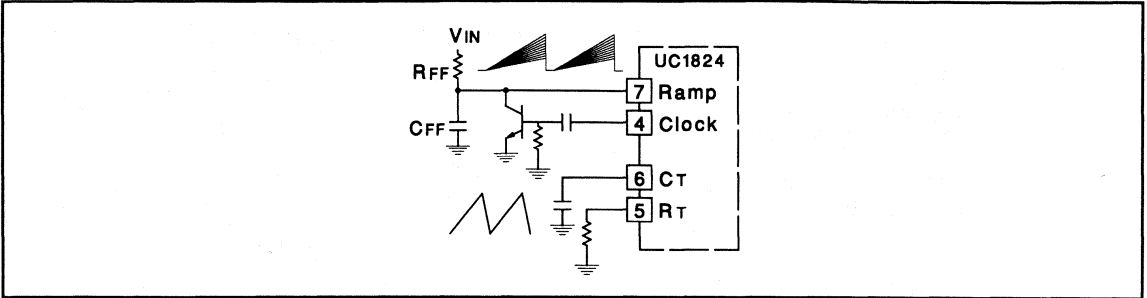 VIN
RFF
UC1824
7 Ramp
CFF
4 Clock
6 CT
5 RT